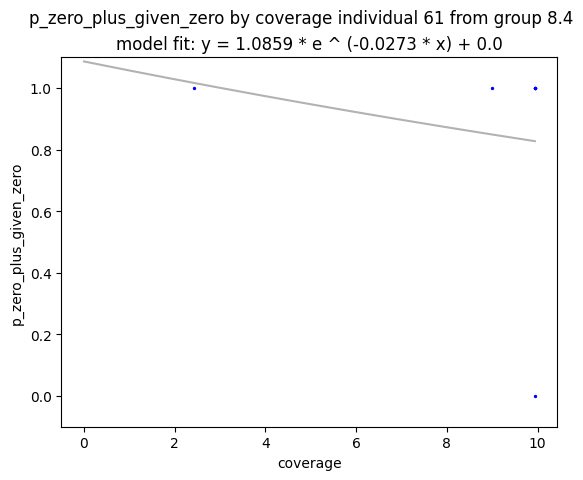 p_zero_plus_given_zero by coverage individual 61 from group 8.4
model fit: y = 1.0859 * e ^ (-0.0273 * x) + 0.0
1.0
0.8
0.6
0.4
0.2
0.0
p_zero_plus_given_zero
0 2 4 6 8 10
coverage